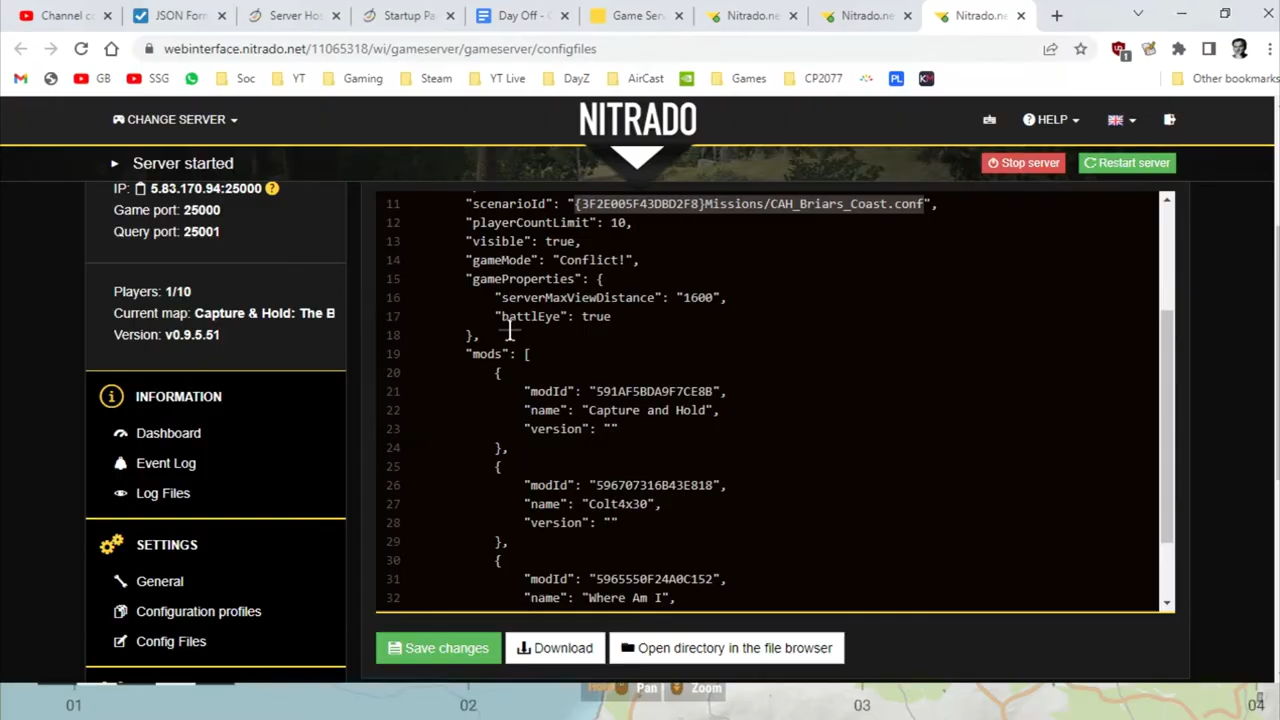 Channel c
JSON Forr
Server Ho
Startup Pa
Day Off - G
Game Ser
Nitrado.ne
Nitrado.ne
Nitrado.ne
webinterface.nitrado.net/11065318/wi/gameserver/gameserver/configfiles
1
GB
SSG
Soc
YT
Gaming
Steam
YT Live
DayZ
AirCast
Games
CP2077
PL
KM
Other bookmarks
CHANGE SERVER
NITRADO
HELP
Server started
Stop server
Restart server
IP: 5.83.170.94:25000
Game port: 25000
Query port: 25001
Players: 1/10
Current map: Capture & Hold: The B
Version: v0.9.5.51
INFORMATION
Dashboard
Event Log
Log Files
SETTINGS
General
Configuration profiles
Config Files
11 "scenarioId": "{3F2E005F43DBD2F8}Missions/CAH_Briars_Coast.conf",
12 "playerCountLimit": 10,
13 "visible": true,
14 "gameMode": "Conflict!",
15 "gameProperties": {
16 "serverMaxViewDistance": "1600",
17 "battlEye": true
18 },
19 "mods": [
20 {
21 "modId": "591AF5BDA9F7CE8B",
22 "name": "Capture and Hold",
23 "version": ""
24 },
25 {
26 "modId": "596707316B43E818",
27 "name": "Colt4x30",
28 "version": ""
29 },
30 {
31 "modId": "5965550F24A0C152",
32 "name": "Where Am I",
Save changes
Download
Open directory in the file browser
Pan
Zoom
01
02
03
04